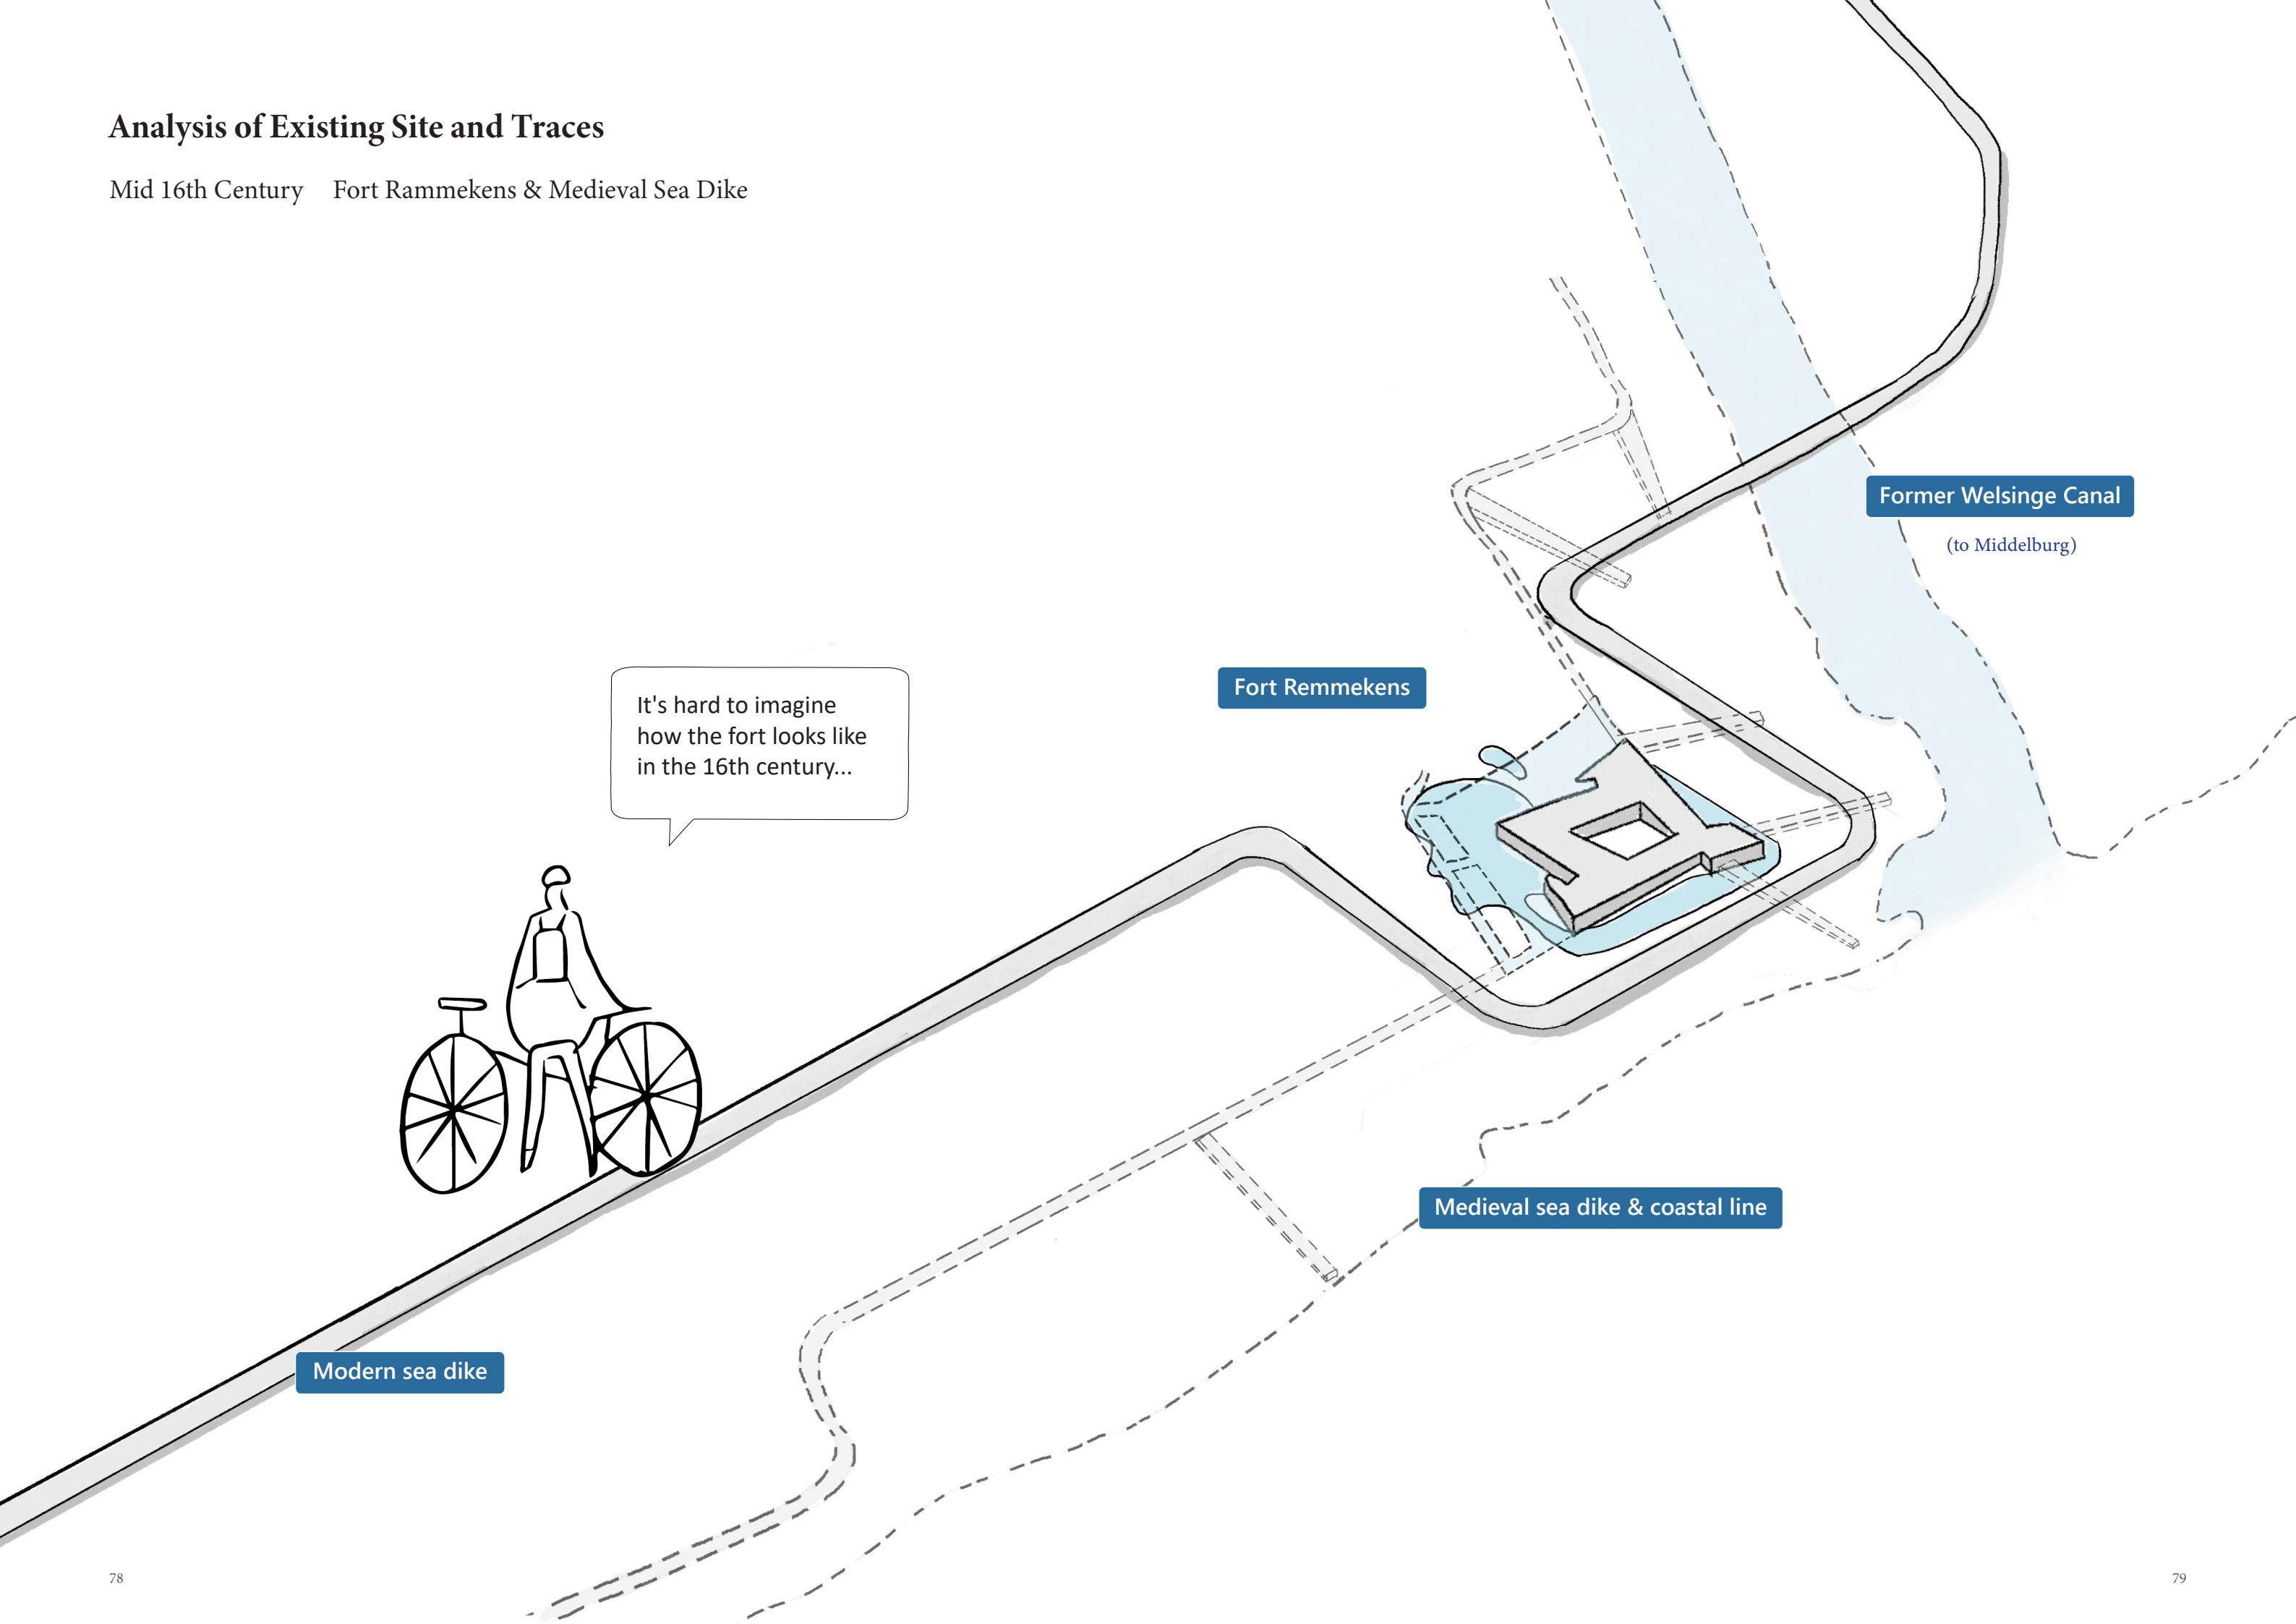 Analysis of Existing Site and Traces
Mid 16th Century Fort Rammekens & Medieval Sea Dike
Former Welsinge Canal
(to Middelburg)
Fort Remmekens
It's hard to imagine
how the fort looks like
in the 16th century...
Medieval sea dike & coastal line
Modern sea dike
78
79